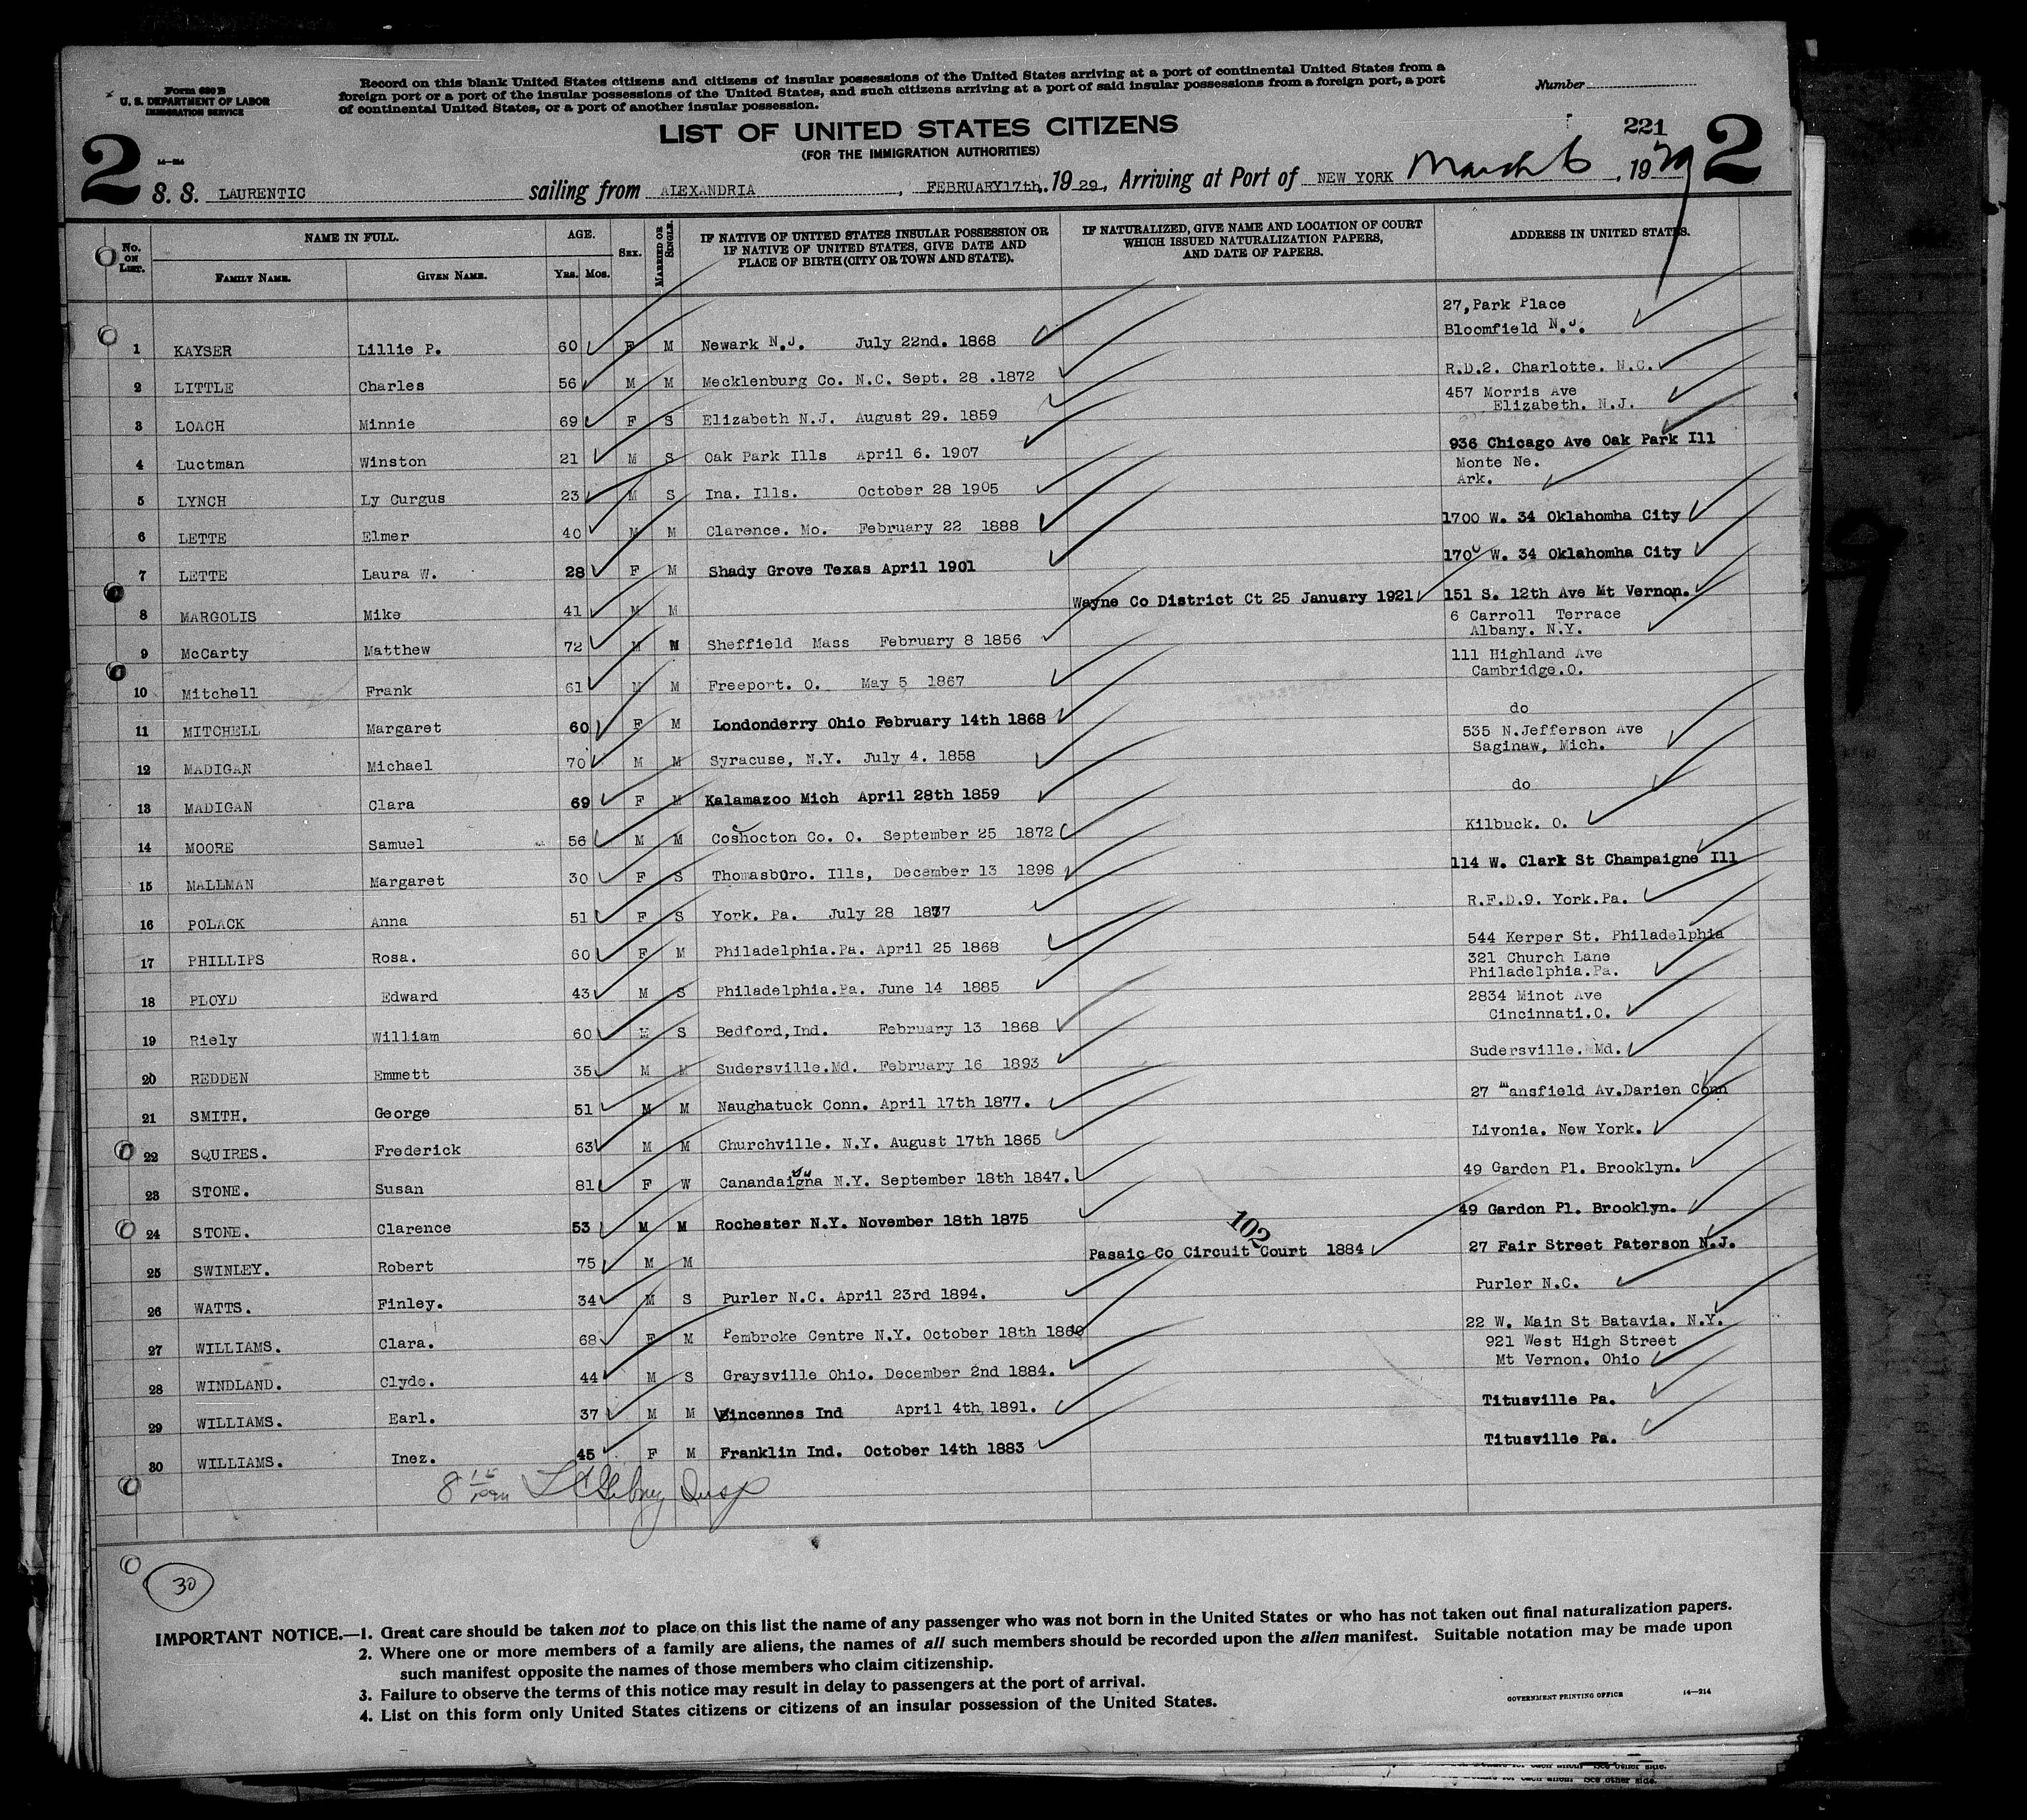 Form 630 B
U. S. DEPARTMENT OF LABOR
IMMIGRATION SERVICE
Record on this blank United States citizens and citizens of insular possessions of the United States arriving at a port of continental United States from a
foreign port or a port of the insular possessions of the United States, and such citizens arriving at a port of said insular possessions from a foreign port, a port
of continental United States, or a port of another insular possession.
Number
LIST OF UNITED STATES CITIZENS
(FOR THE IMMIGRATION AUTHORITIES)
221
2
14—214
2
S. S. LAURENTIC sailing from ALEXANDRIA, FEBRUARY 17th, 19 29, Arriving at Port of NEW YORK March 6, 1929
No. ON LIST.
NAME IN FULL.
FAMILY NAME.
GIVEN NAME.
AGE.
YRS. MOS.
SEX.
MARRIED OR SINGLE.
IF NATIVE OF UNITED STATES INSULAR POSSESSION OR
IF NATIVE OF UNITED STATES, GIVE DATE AND
PLACE OF BIRTH (CITY OR TOWN AND STATE).
IF NATURALIZED, GIVE NAME AND LOCATION OF COURT
WHICH ISSUED NATURALIZATION PAPERS,
AND DATE OF PAPERS.
ADDRESS IN UNITED STATES.
1 KAYSER Lillie P. 60 F M Newark N.J. July 22nd. 1868 27, Park Place
Bloomfield N.J.
2 LITTLE Charles 56 M M Mecklenburg Co. N.C. Sept. 28 .1872 R.D.2. Charlotte. N.C.
3 LOACH Minnie 69 F S Elizabeth N.J. August 29. 1859 457 Morris Ave
Elizabeth. N.J.
4 Luctman Winston 21 M S Oak Park Ills April 6. 1907 936 Chicago Ave Oak Park Ill
5 LYNCH Ly Curgus 23 M S Ina. Ills. October 28 1905 Monte Ne.
Ark.
6 LETTE Elmer 40 M M Clarence. Mo. February 22 1888 1700 W. 34 Oklahomha City
7 LETTE Laura W. 28 F M Shady Grove Texas April 1901 1700 W. 34 Oklahomha City
8 MARGOLIS Mike 41 M M Wayne Co District Ct 25 January 1921 151 S. 12th Ave Mt Vernon.
9 McCarty Matthew 72 M W Sheffield Mass February 8 1856 6 Carroll Terrace
Albany. N.Y.
10 Mitchell Frank 61 M M Freeport. O. May 5 1867 111 Highland Ave
Cambridge.O.
11 MITCHELL Margaret 60 F M Londonderry Ohio February 14th 1868 do
12 MADIGAN Michael 70 M M Syracuse, N.Y. July 4. 1858 535 N.Jefferson Ave
Saginaw, Mich.
13 MADIGAN Clara 69 F M Kalamazoo Mich April 28th 1859 do
14 MOORE Samuel 56 M M Coshocton Co. O. September 25 1872 Kilbuck. O.
15 MALLMAN Margaret 30 F S Thomasboro. Ills, December 13 1898 114 W. Clark St Champaigne Ill
16 POLACK Anna 51 F S York. Pa. July 28 1877 R.F.D.9. York.Pa.
17 PHILLIPS Rosa. 60 F M Philadelphia.Pa. April 25 1868 544 Kerper St. Philadelphia
18 PLOYD Edward 43 M S Philadelphia.Pa. June 14 1885 321 Church Lane
Philadelphia.Pa.
19 Riely William 60 M S Bedford,Ind. February 13 1868 2834 Minot Ave
Cincinnati.O.
20 REDDEN Emmett 35 M M Sudersville.Md. February 16 1893 Sudersville. Md.
21 SMITH. George 51 M M Naughatuck Conn. April 17th 1877. 27 Mansfield Av.Darien Conn
22 SQUIRES. Frederick 63 M M Churchville. N.Y. August 17th 1865 Livonia. New York.
23 STONE. Susan 81 F W Canandaigna N.Y. September 18th 1847. 49 Gardon Pl. Brooklyn.
24 STONE. Clarence 53 M M Rochester N.Y. November 18th 1875 49 Gardon Pl. Brooklyn.
102
25 SWINLEY. Robert 75 M M Pasaic Co Circuit Court 1884 27 Fair Street Paterson N.J.
26 WATTS. Finley. 34 M S Purler N.C. April 23rd 1894. Purler N.C.
27 WILLIAMS. Clara. 68 F M Pembroke Centre N.Y. October 18th 1860 22 W. Main St Batavia. N.Y.
28 WINDLAND. Clyde. 44 M S Graysville Ohio. December 2nd 1884. 921 West High Street
Mt Vernon. Ohio
29 WILLIAMS. Earl. 37 M M Vincennes Ind April 4th 1891. Titusville Pa.
30 WILLIAMS. Inez. 45 F M Franklin Ind. October 14th 1883 Titusville Pa.
8 15 pm
30
IMPORTANT NOTICE.—1. Great care should be taken not to place on this list the name of any passenger who was not born in the United States or who has not taken out final naturalization papers.
2. Where one or more members of a family are aliens, the names of all such members should be recorded upon the alien manifest. Suitable notation may be made upon
such manifest opposite the names of those members who claim citizenship.
3. Failure to observe the terms of this notice may result in delay to passengers at the port of arrival.
4. List on this form only United States citizens or citizens of an insular possession of the United States.
GOVERNMENT PRINTING OFFICE 14—214